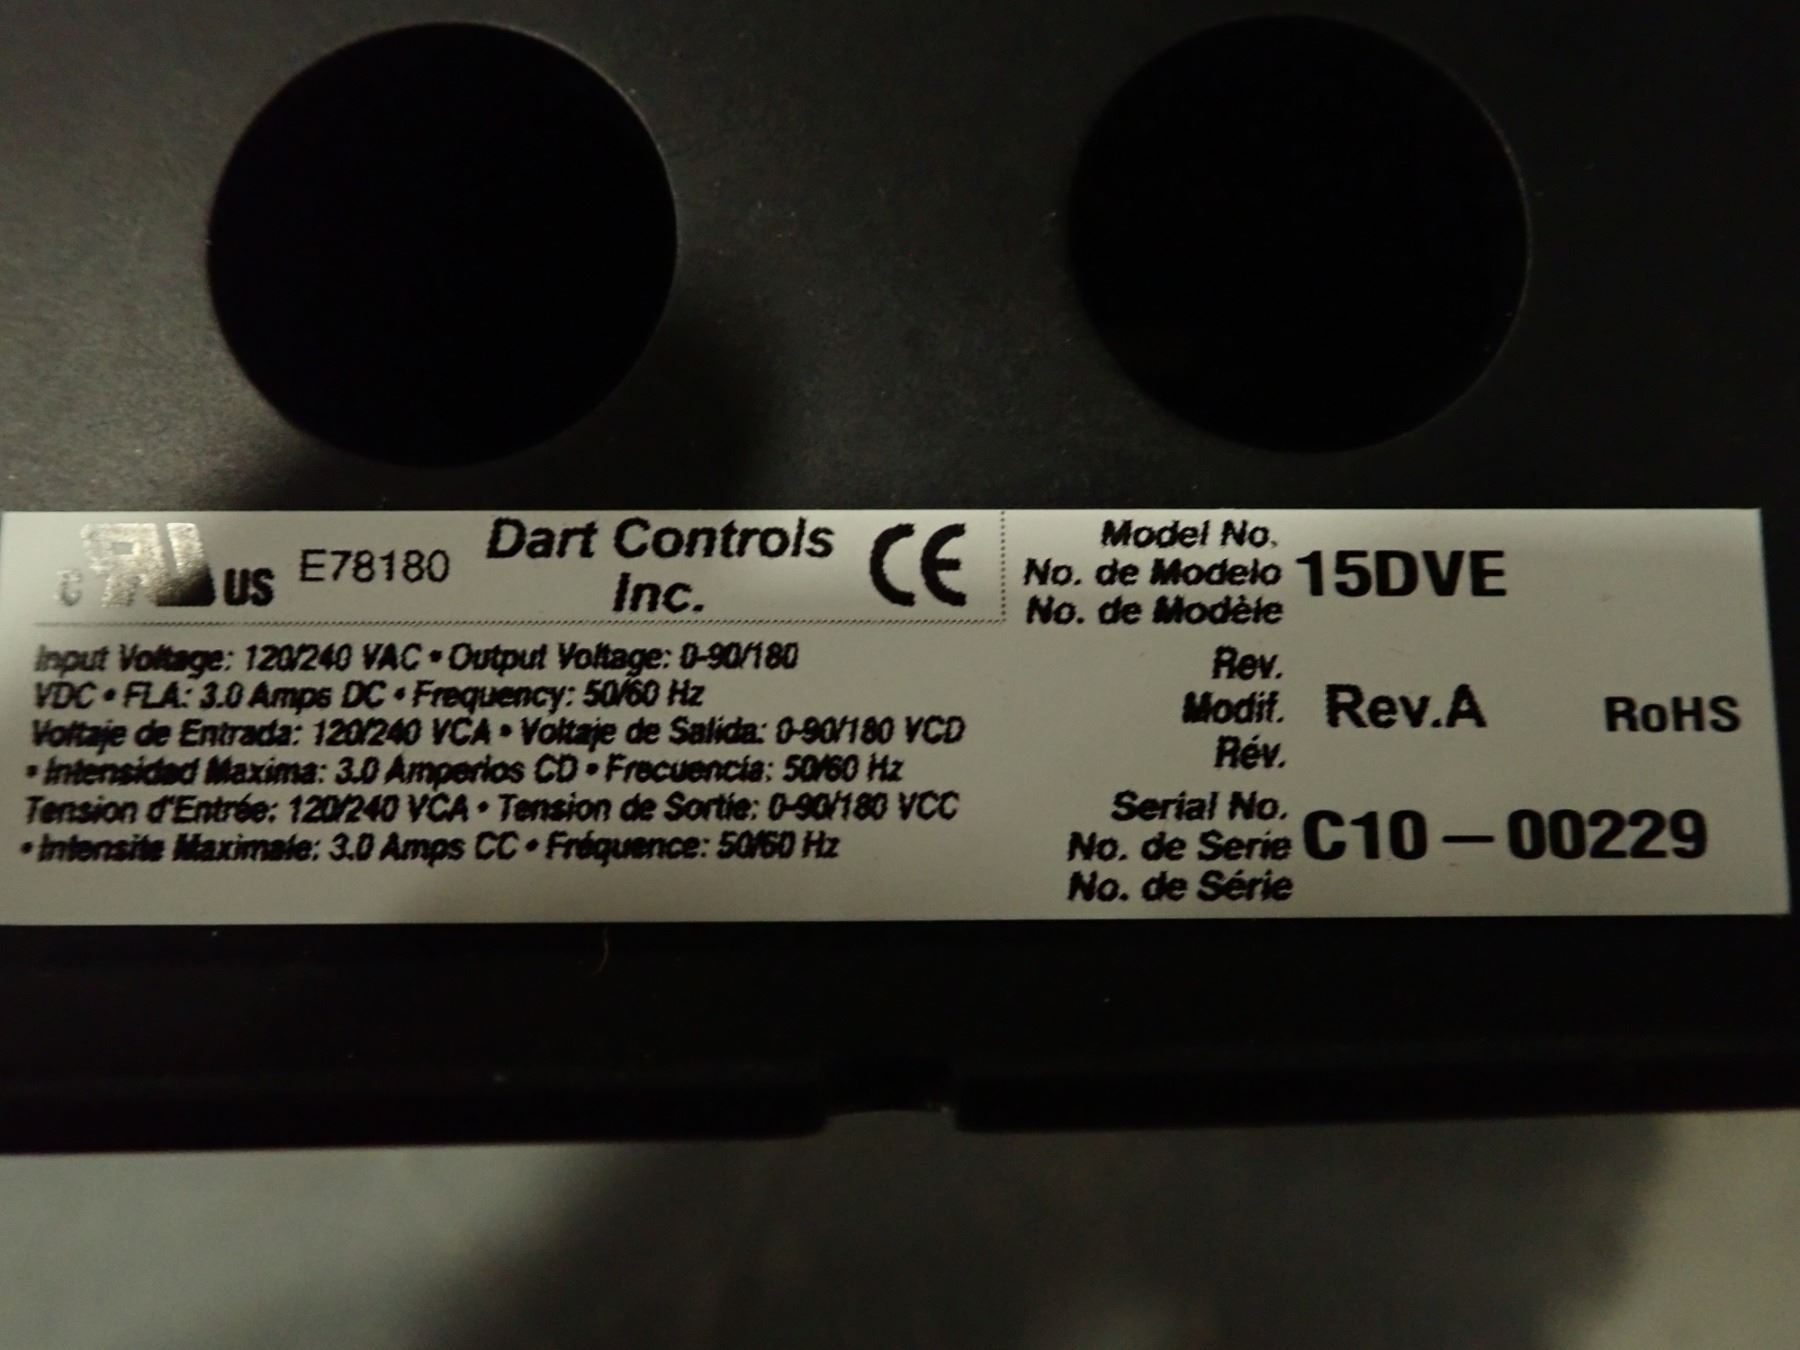 c RU US E78180 Dart Controls Inc. CE
Input Voltage: 120/240 VAC • Output Voltage: 0-90/180
VDC • FLA: 3.0 Amps DC • Frequency: 50/60 Hz
Voltaje de Entrada: 120/240 VCA • Voltaje de Salida: 0-90/180 VCD
• Intensidad Maxima: 3.0 Amperios CD • Frecuencia: 50/60 Hz
Tension d'Entrée: 120/240 VCA • Tension de Sortie: 0-90/180 VCC
• Intensite Maximale: 3.0 Amps CC • Fréquence: 50/60 Hz
Model No.
No. de Modelo 15DVE
No. de Modèle
Rev.
Modif. Rev.A RoHS
Rév.
Serial No.
No. de Serie C10-00229
No. de Série